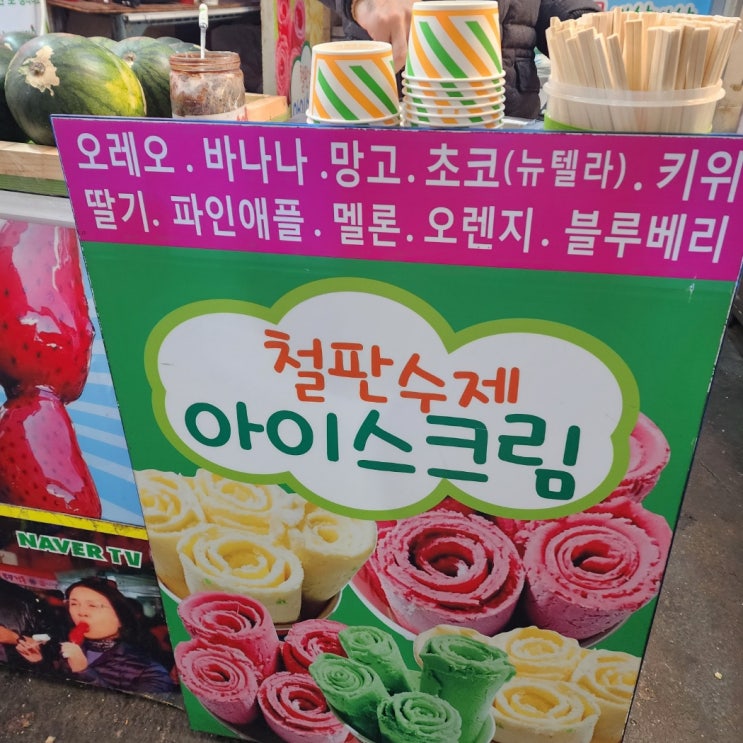 오레오 . 바나나 . 망고 . 초코(뉴텔라) . 키위
딸기 . 파인애플 . 멜론 . 오렌지 . 블루베리
철판수제
아이스크림
NAVER TV